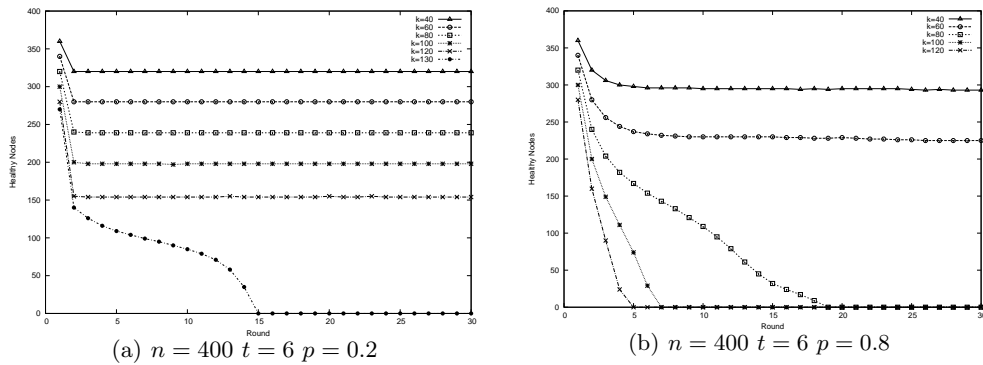 400
350
300
250
200
150
100
50
0
Healthy Nodes
0 5 10 15 20 25 30
Round
k=40
k=60
k=80
k=100
k=120
k=130
(a) n = 400 t = 6 p = 0.2
400
350
300
250
200
150
100
50
0
Healthy Nodes
0 5 10 15 20 25 30
Round
k=40
k=60
k=80
k=100
k=120
(b) n = 400 t = 6 p = 0.8